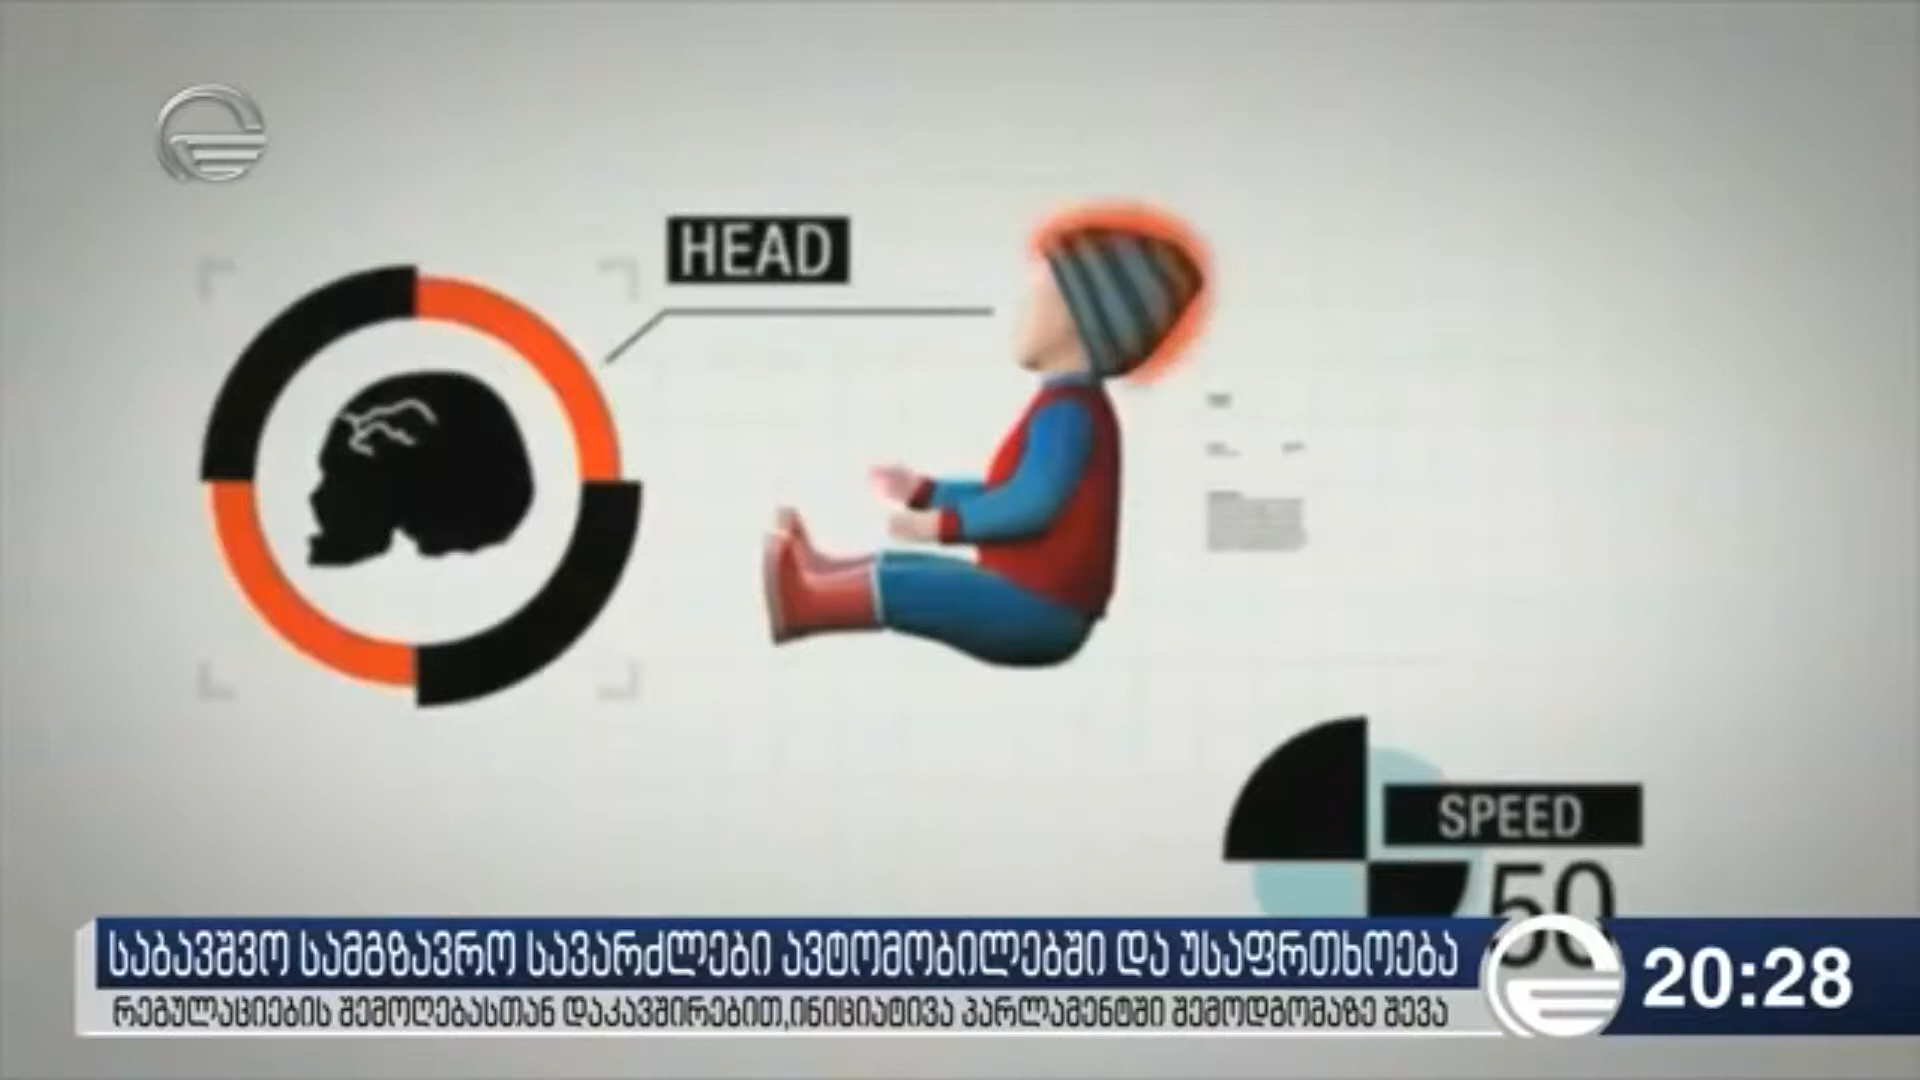 HEAD
SPEED
50
საბავშვო სამგზავრო სავარძლები ავტომობილებში და უსაფრთხოება
რეგულაციების შემოღებასთან დაკავშირებით,ინიციატივა პარლამენტში შემოდგომაზე შევა
20:28